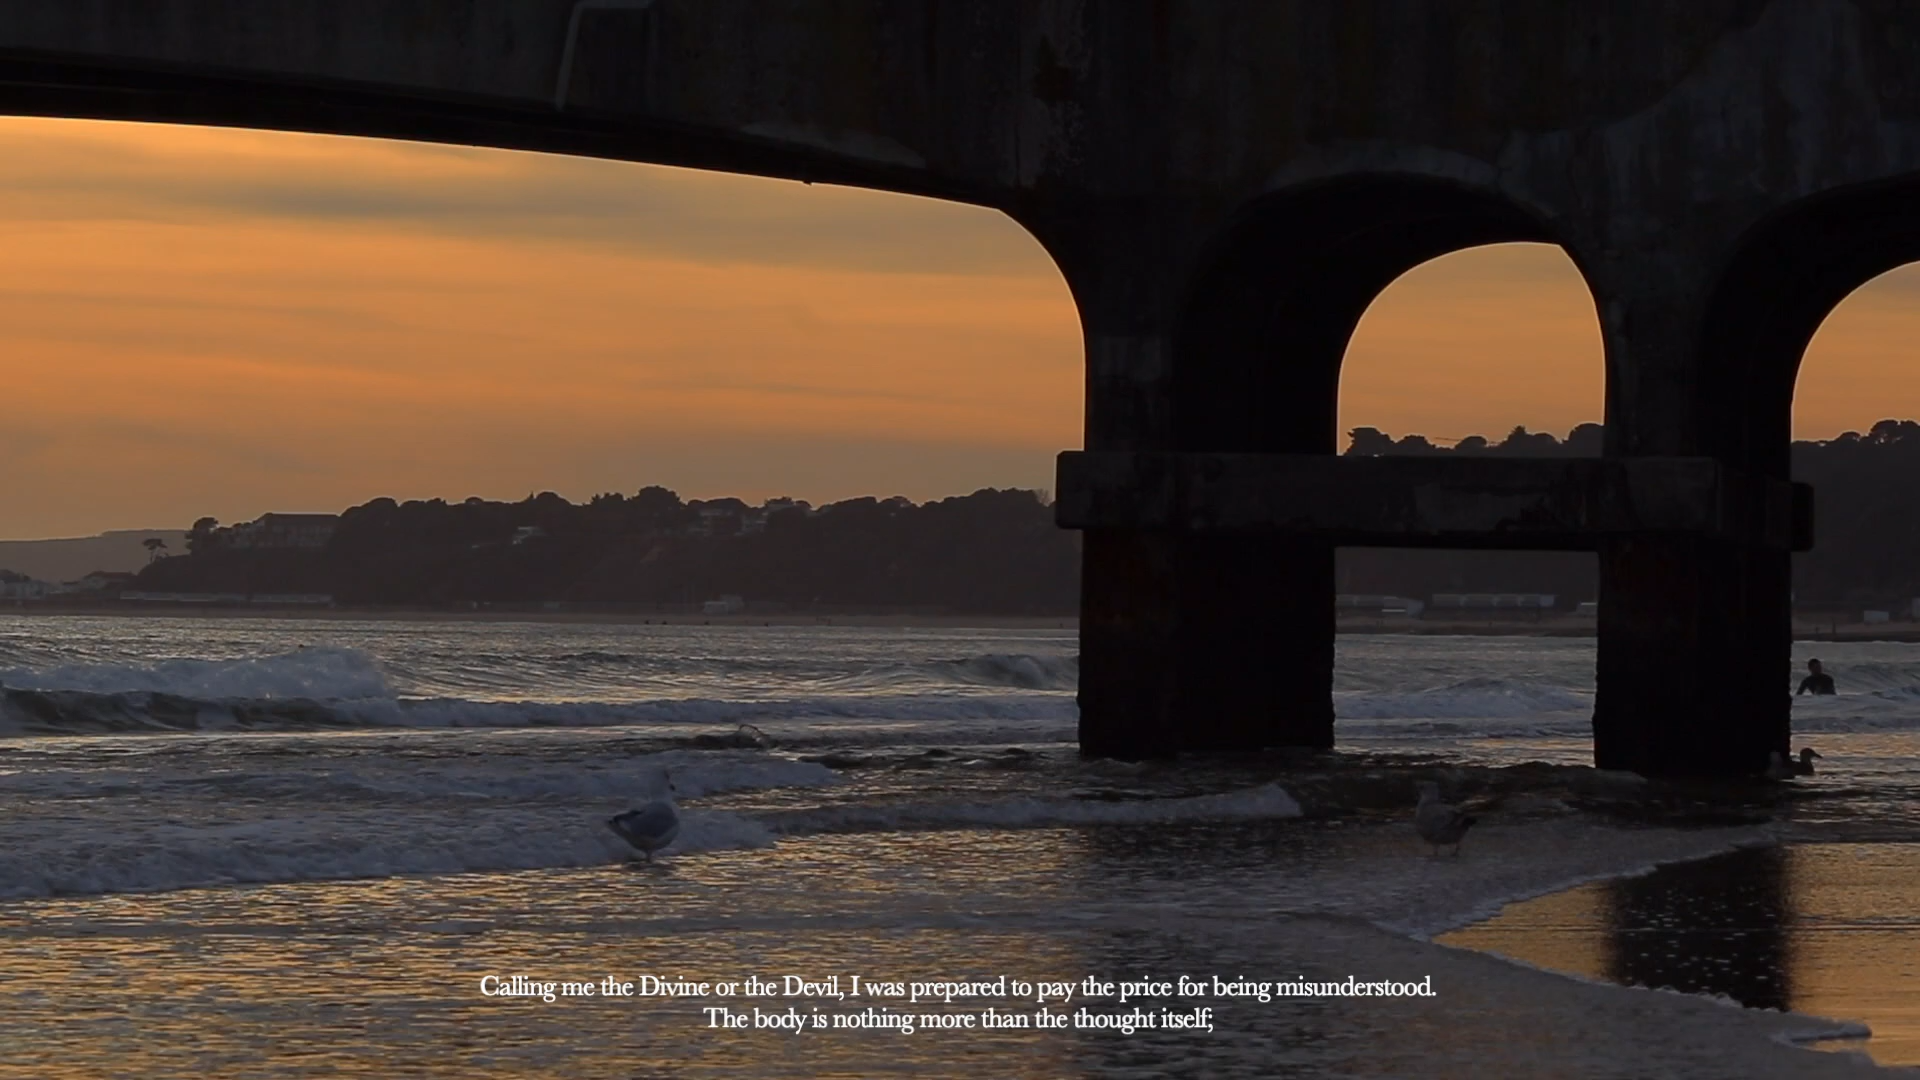 Calling me the Divine or the Devil, I was prepared to pay the price for being misunderstood.
The body is nothing more than the thought itself;